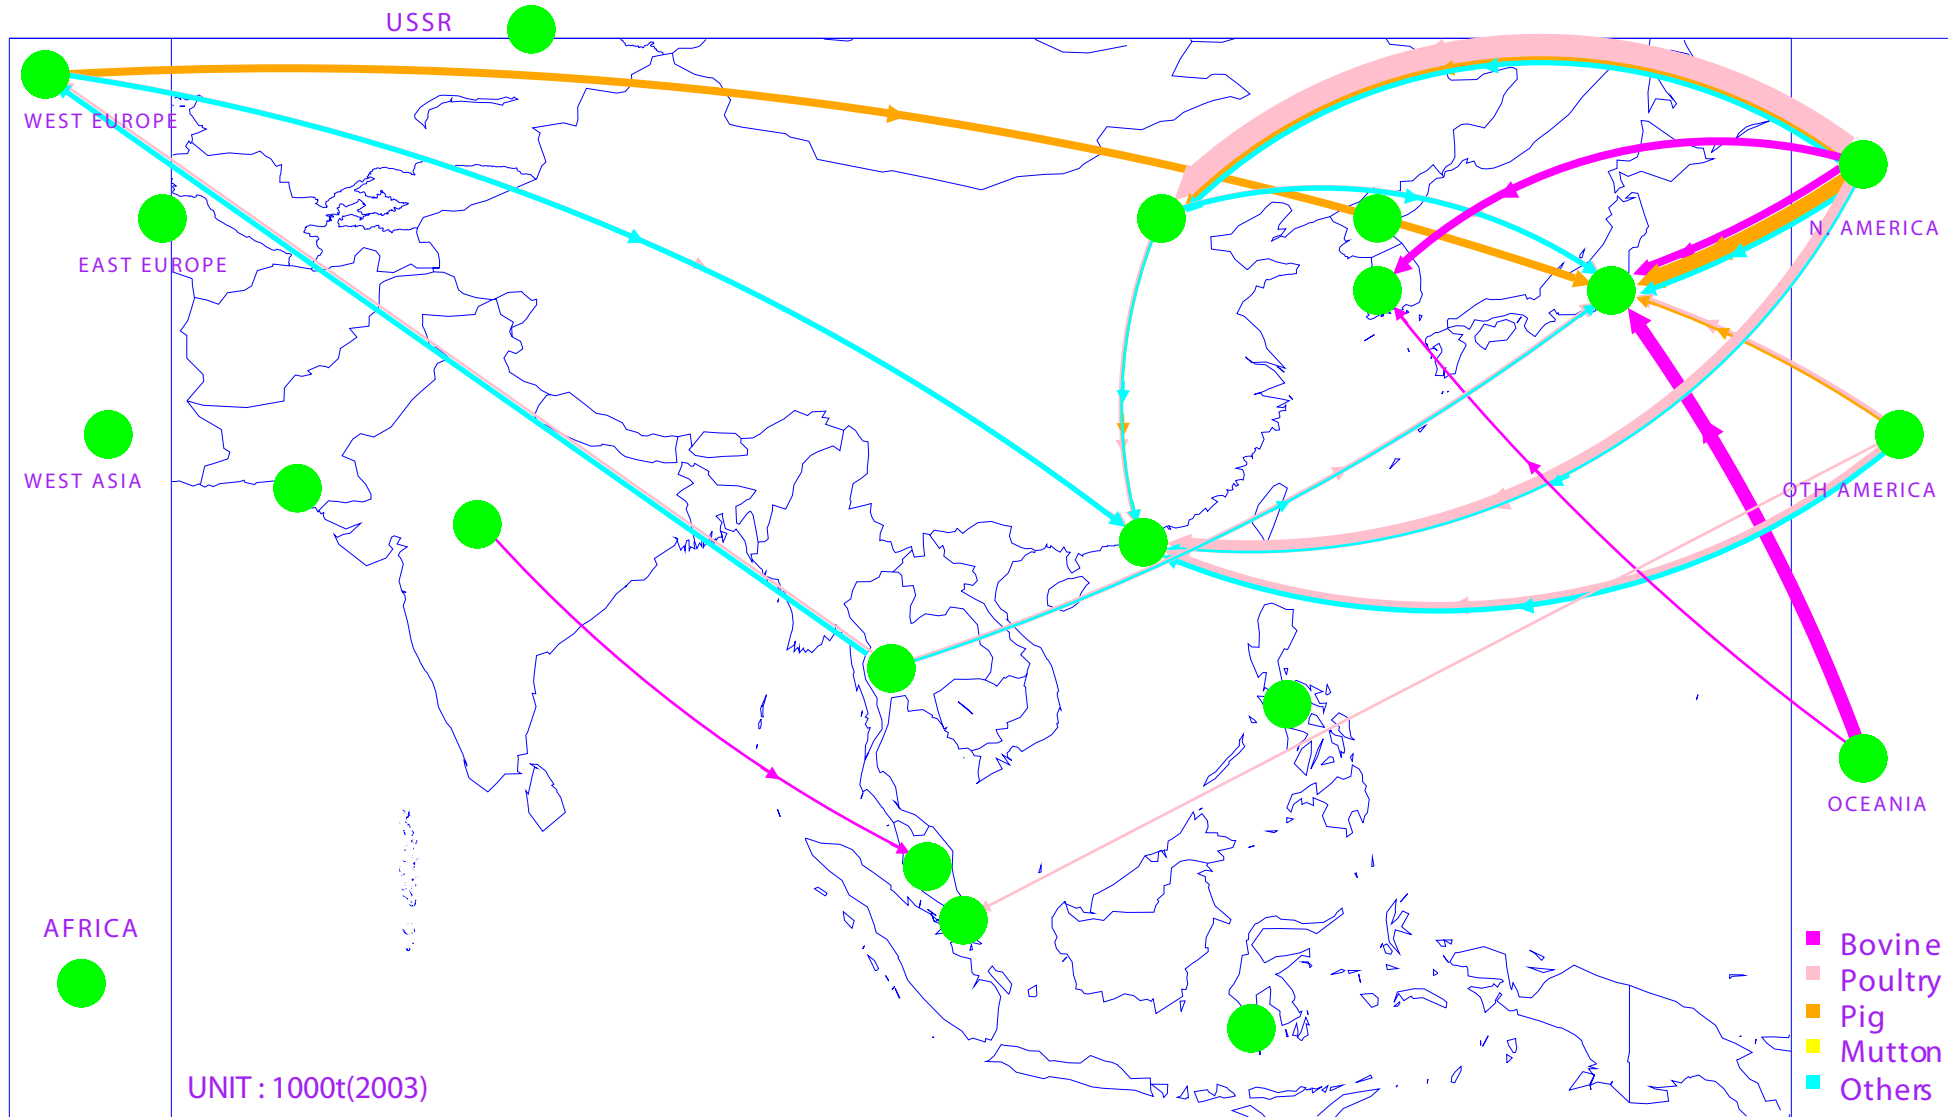 USSR
WEST EUROPE
N. AMERICA
EAST EUROPE
WEST ASIA
OTH AMERICA
OCEANIA
AFRICA
Bovine
Poultry
Pig
Mutton
Others
UNIT : 1000t(2003)